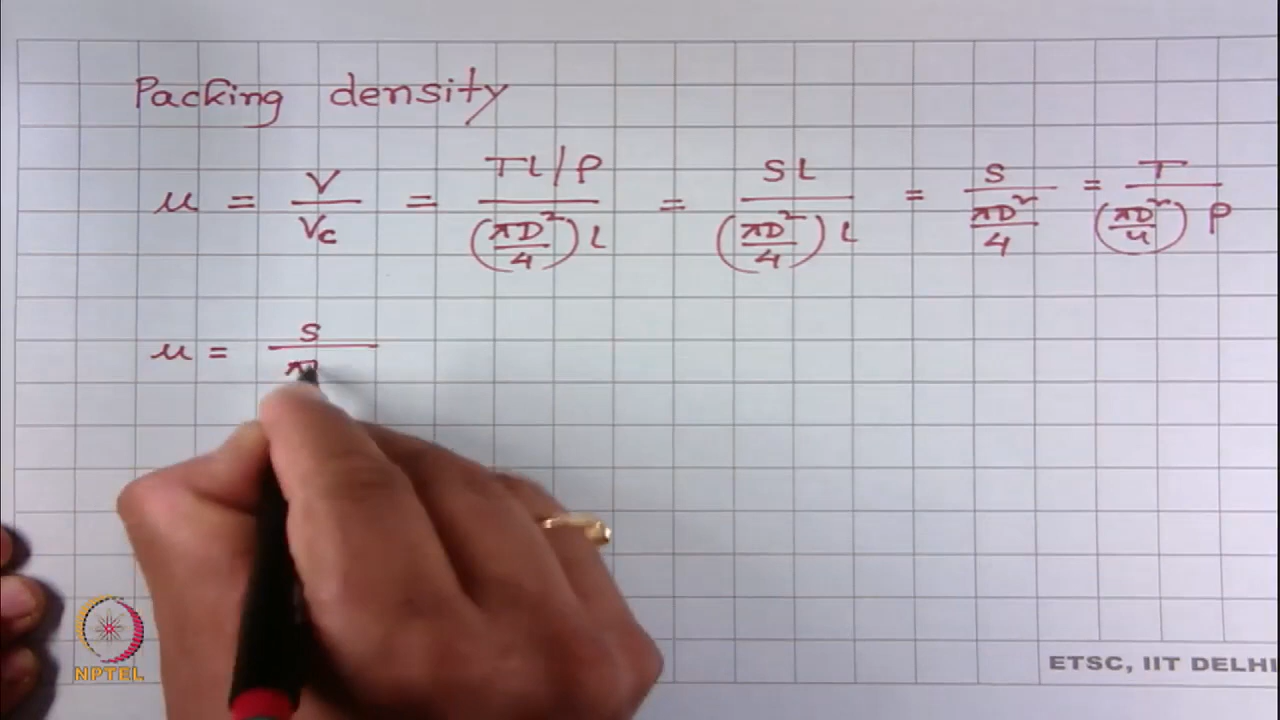 Packing density
μ = V/Vc = TL/ρ / (πD²/4) L = SL / (πD²/4) L = S / πD²/4 = T / (πD²/4) ρ
μ = S / π
NPTEL
ETSC, IIT DELHI